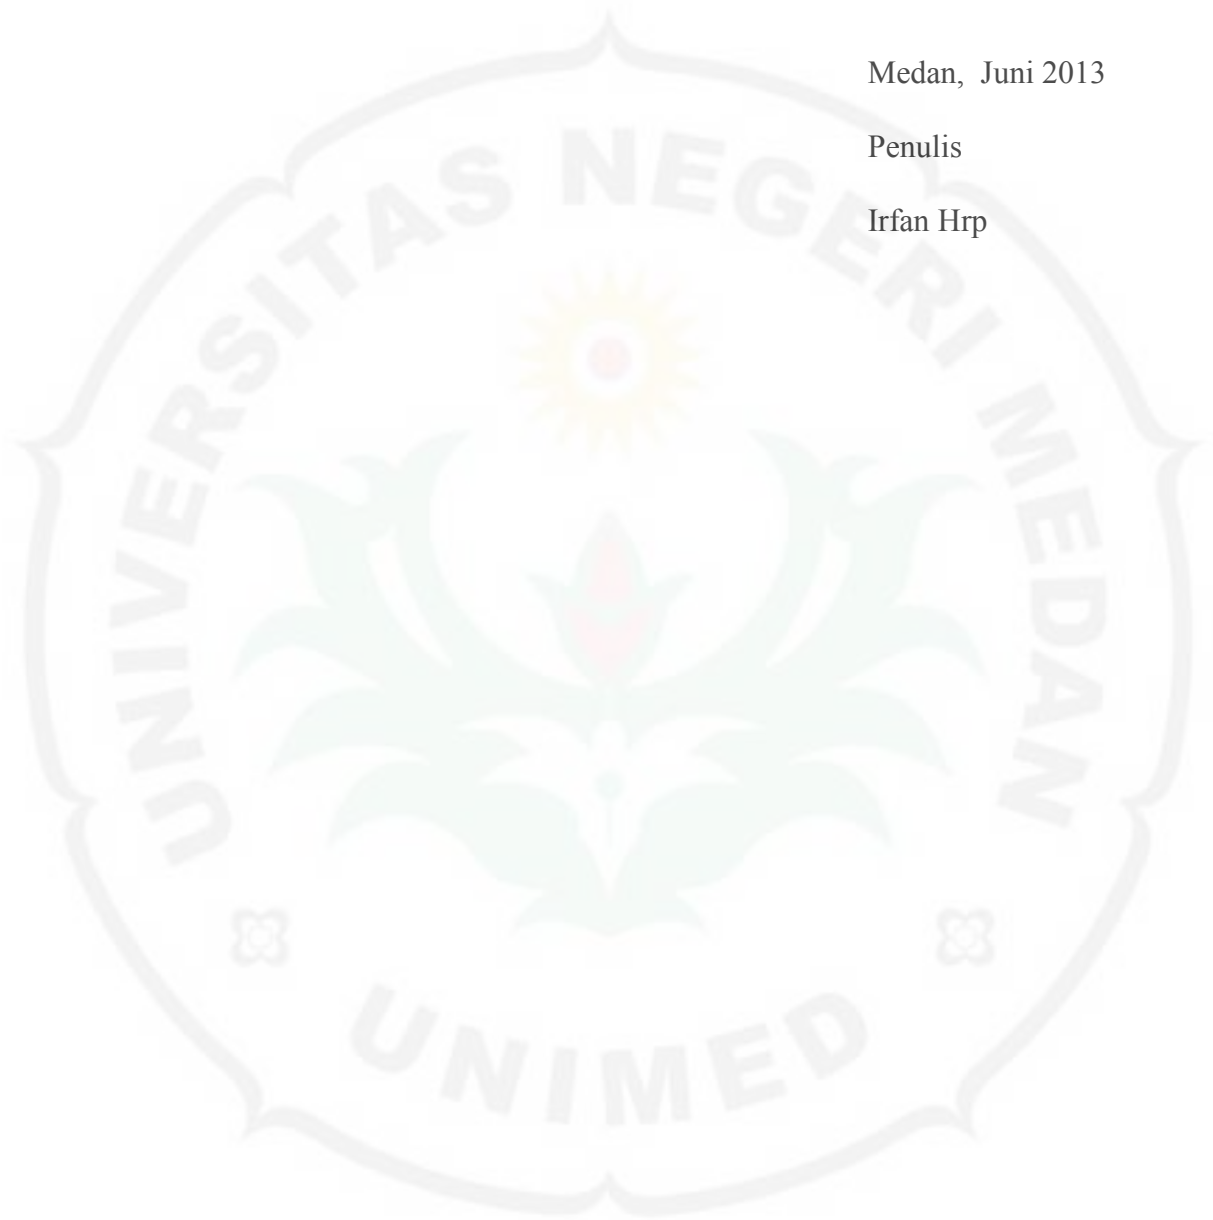 Medan, Juni 2013
Penulis
Irfan Hrp
UNIVERSITAS NEGERI MEDAN
UNIMED